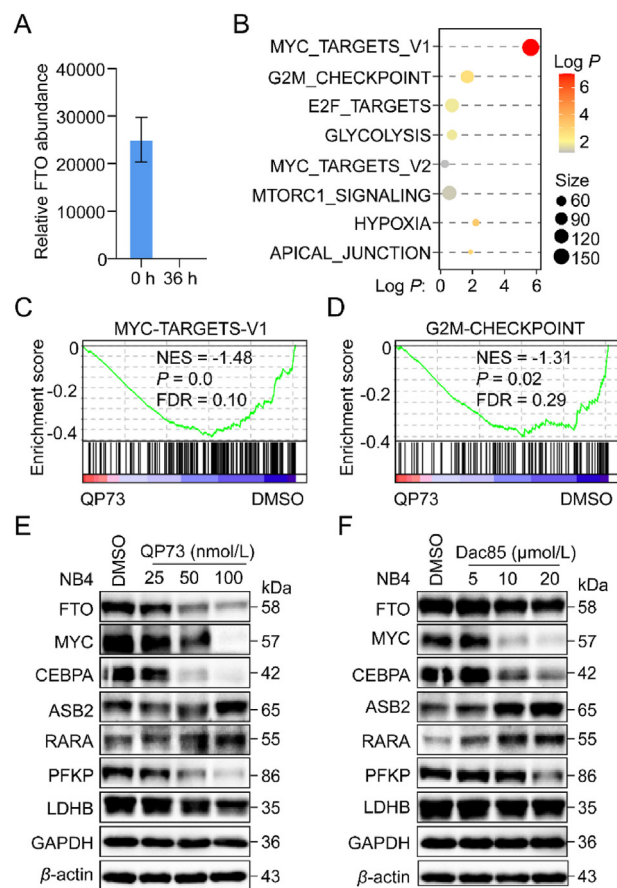 A
Relative FTO abundance
40000
30000
20000
10000
0
0 h 36 h
B
MYC_TARGETS_V1
G2M_CHECKPOINT
E2F_TARGETS
GLYCOLYSIS
MYC_TARGETS_V2
MTORC1_SIGNALING
HYPOXIA
APICAL_JUNCTION
Log P: 0 2 4 6
Log P
6
4
2
Size
60
90
120
150
C
MYC-TARGETS-V1
Enrichment score
0
-0.2
-0.4
NES = -1.48
P = 0.0
FDR = 0.10
QP73 DMSO
D
G2M-CHECKPOINT
Enrichment score
0
-0.2
-0.4
NES = -1.31
P = 0.02
FDR = 0.29
QP73 DMSO
E
DMSO QP73 (nmol/L)
NB4 25 50 100 kDa
FTO 58
MYC 57
CEBPA 42
ASB2 65
RARA 55
PFKP 86
LDHB 35
GAPDH 36
β-actin 43
F
DMSO Dac85 (μmol/L)
NB4 5 10 20 kDa
FTO 58
MYC 57
CEBPA 42
ASB2 65
RARA 55
PFKP 86
LDHB 35
GAPDH 36
β-actin 43